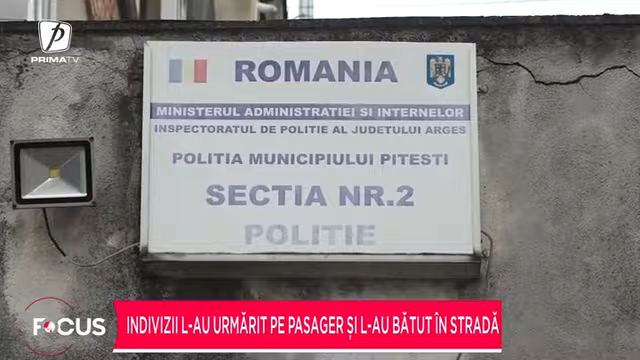 PRIMATV
ROMANIA
MINISTERUL ADMINISTRATIEI SI INTERNELOR
INSPECTORATUL DE POLITIE AL JUDETULUI ARGES
POLITIA MUNICIPIULUI PITESTI
SECTIA NR.2
POLITIE
FOCUS
INDIVIZII L-AU URMĂRIT PE PASAGER ȘI L-AU BĂTUT ÎN STRADĂ